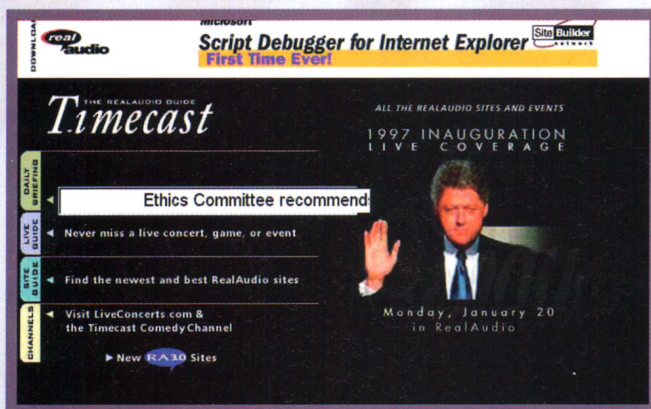 DOWNLOAD
real
audio
Microsoft
Script Debugger for Internet Explorer
First Time Ever!
Site Builder
network
THE REALAUDIO GUIDE
Timecast
ALL THE REALAUDIO SITES AND EVENTS
1997 INAUGURATION
LIVE COVERAGE
DAILY
BRIEFING
Ethics Committee recommend
LIVE
GUIDE
Never miss a live concert, game, or event
SITE
GUIDE
Find the newest and best RealAudio sites
CHANNELS
Visit LiveConcerts.com &
the Timecast Comedy Channel
New RA3.0 Sites
Monday, January 20
in RealAudio